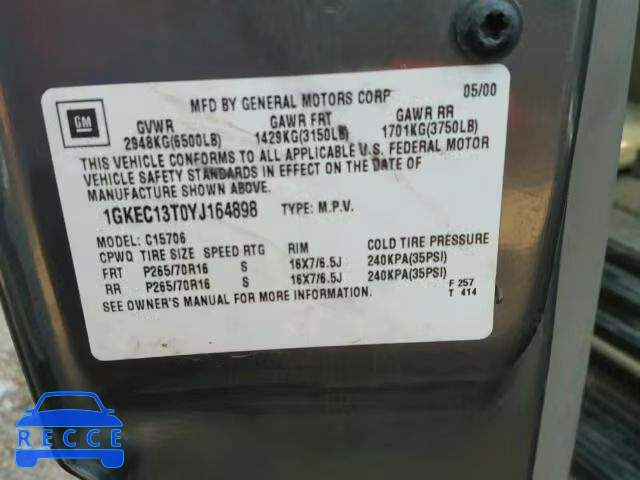 MFD BY GENERAL MOTORS CORP 05/00
GM
GVWR GAWR FRT GAWR RR
2948KG(6500LB) 1429KG(3150LB) 1701KG(3750LB)
THIS VEHICLE CONFORMS TO ALL APPLICABLE U.S. FEDERAL MOTOR
VEHICLE SAFETY STANDARDS IN EFFECT ON THE DATE OF
MANUFACTURE SHOWN ABOVE.
1GKEC13T0YJ164898 TYPE: M.P.V.
MODEL: C15706
CPWQ TIRE SIZE SPEED RTG RIM COLD TIRE PRESSURE
FRT P265/70R16 S 16X7/6.5J 240KPA(35PSI)
RR P265/70R16 S 16X7/6.5J 240KPA(35PSI)
SEE OWNER'S MANUAL FOR MORE INFORMATION.
F 257
T 414
RECCE